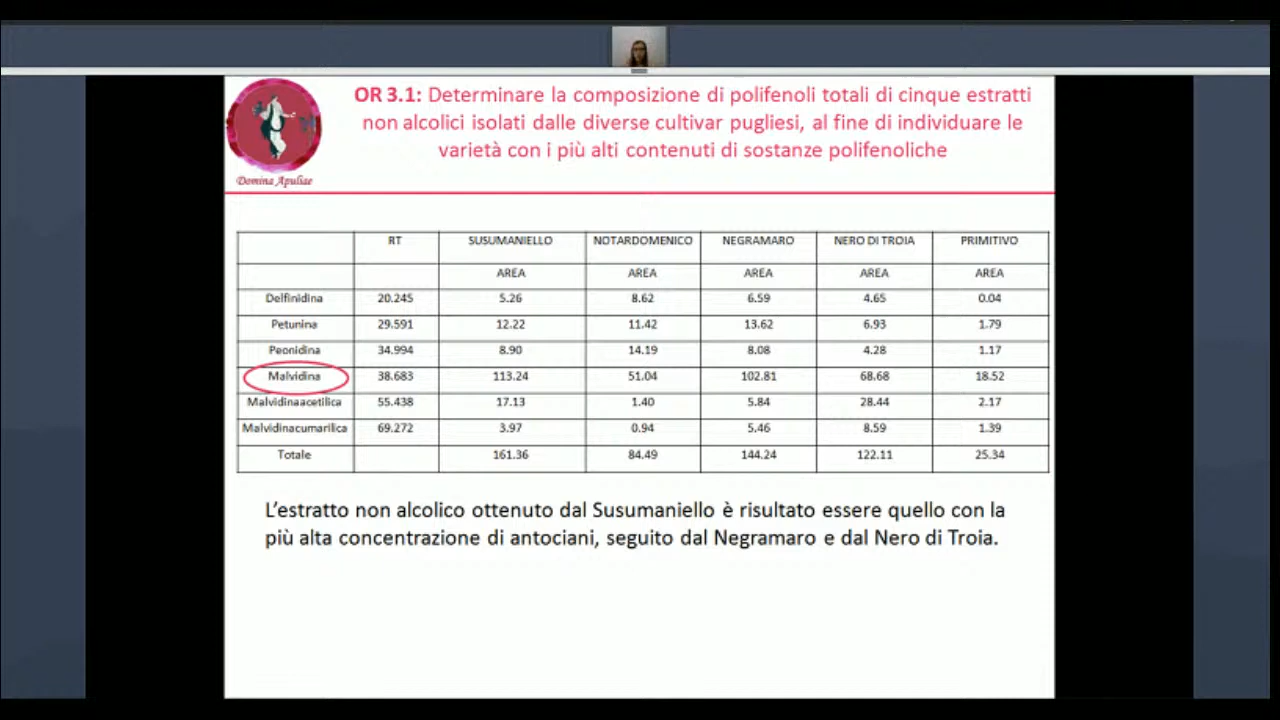 OR 3.1: Determinare la composizione di polifenoli totali di cinque estratti
non alcolici isolati dalle diverse cultivar pugliesi, al fine di individuare le
varietà con i più alti contenuti di sostanze polifenoliche
Domina Apuliae
RT SUSUMANIELLO NOTARDOMENICO NEGRAMARO NERO DI TROIA PRIMITIVO
AREA AREA AREA AREA AREA
Delfinidina 20.245 5.26 8.62 6.59 4.65 0.04
Petunina 29.591 12.22 11.42 13.62 6.93 1.79
Peonidina 34.994 8.90 14.19 8.08 4.28 1.17
Malvidina 38.683 113.24 51.04 102.81 68.68 18.52
Malvidinaacetilica 55.438 17.13 1.40 5.84 28.44 2.17
Malvidinacumarilica 69.272 3.97 0.94 5.46 8.59 1.39
Totale 161.36 84.49 144.24 122.11 25.34
L'estratto non alcolico ottenuto dal Susumaniello è risultato essere quello con la
più alta concentrazione di antociani, seguito dal Negramaro e dal Nero di Troia.